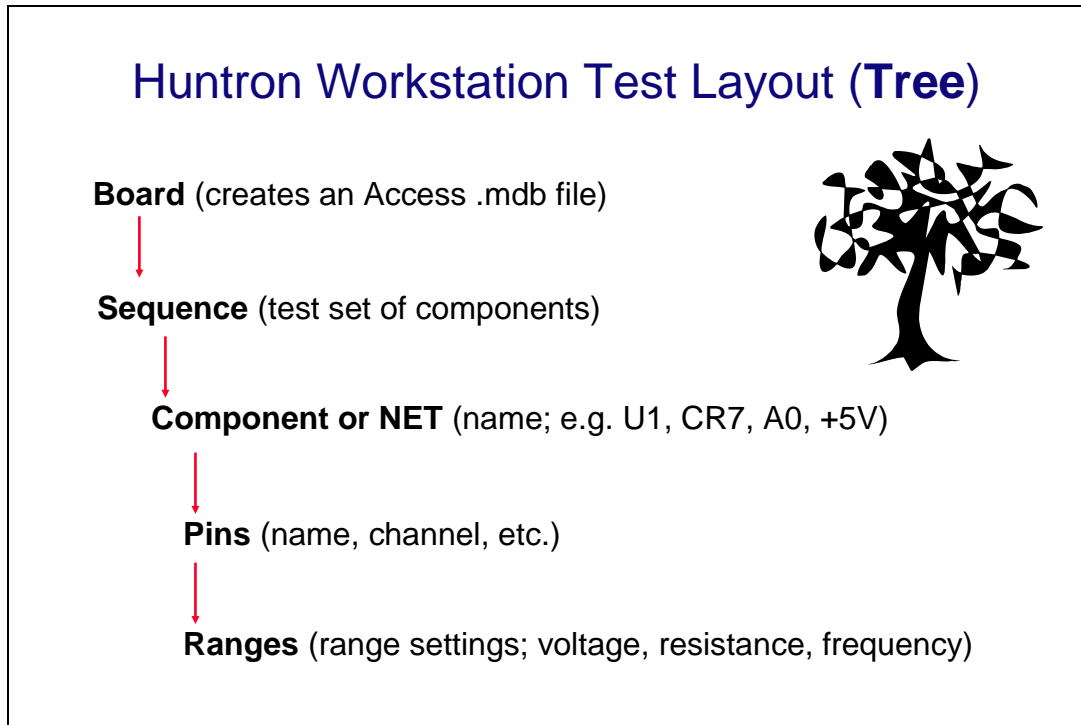 Huntron Workstation Test Layout (Tree)
Board (creates an Access .mdb file)
Sequence (test set of components)
Component or NET (name; e.g. U1, CR7, A0, +5V)
Pins (name, channel, etc.)
Ranges (range settings; voltage, resistance, frequency)